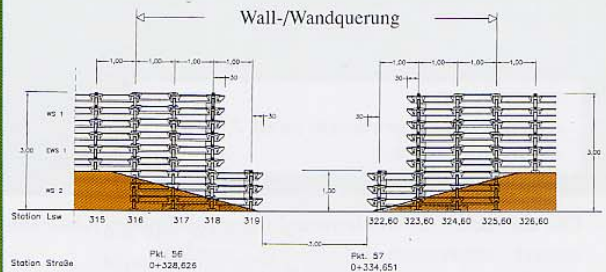 Wall-/Wandquerung
1,00 1,00 1,00 1,00 1,00 1,00 1,00 1,00
30 30
30 30
WS 1
3,00 EWS 1 3,00
WS 2 1,00
Station Lsw 315 316 317 318 319 322,60 323,60 324,60 325,60 326,60
3,00
Pkt. 56 Pkt. 57
Station Straße 0+328,626 0+334,651